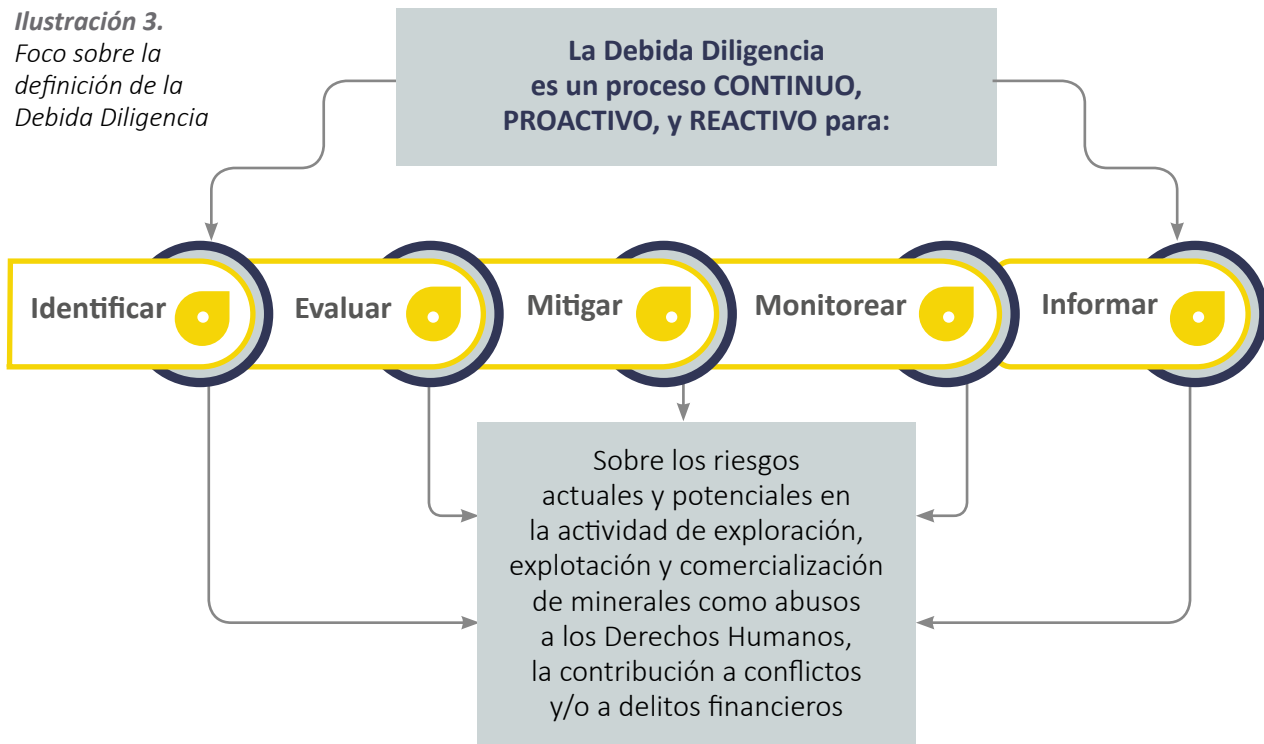 Ilustración 3.
Foco sobre la
definición de la
Debida Diligencia
La Debida Diligencia
es un proceso CONTINUO,
PROACTIVO, y REACTIVO para:
Identificar
Evaluar
Mitigar
Monitorear
Informar
Sobre los riesgos
actuales y potenciales en
la actividad de exploración,
explotación y comercialización
de minerales como abusos
a los Derechos Humanos,
la contribución a conflictos
y/o a delitos financieros